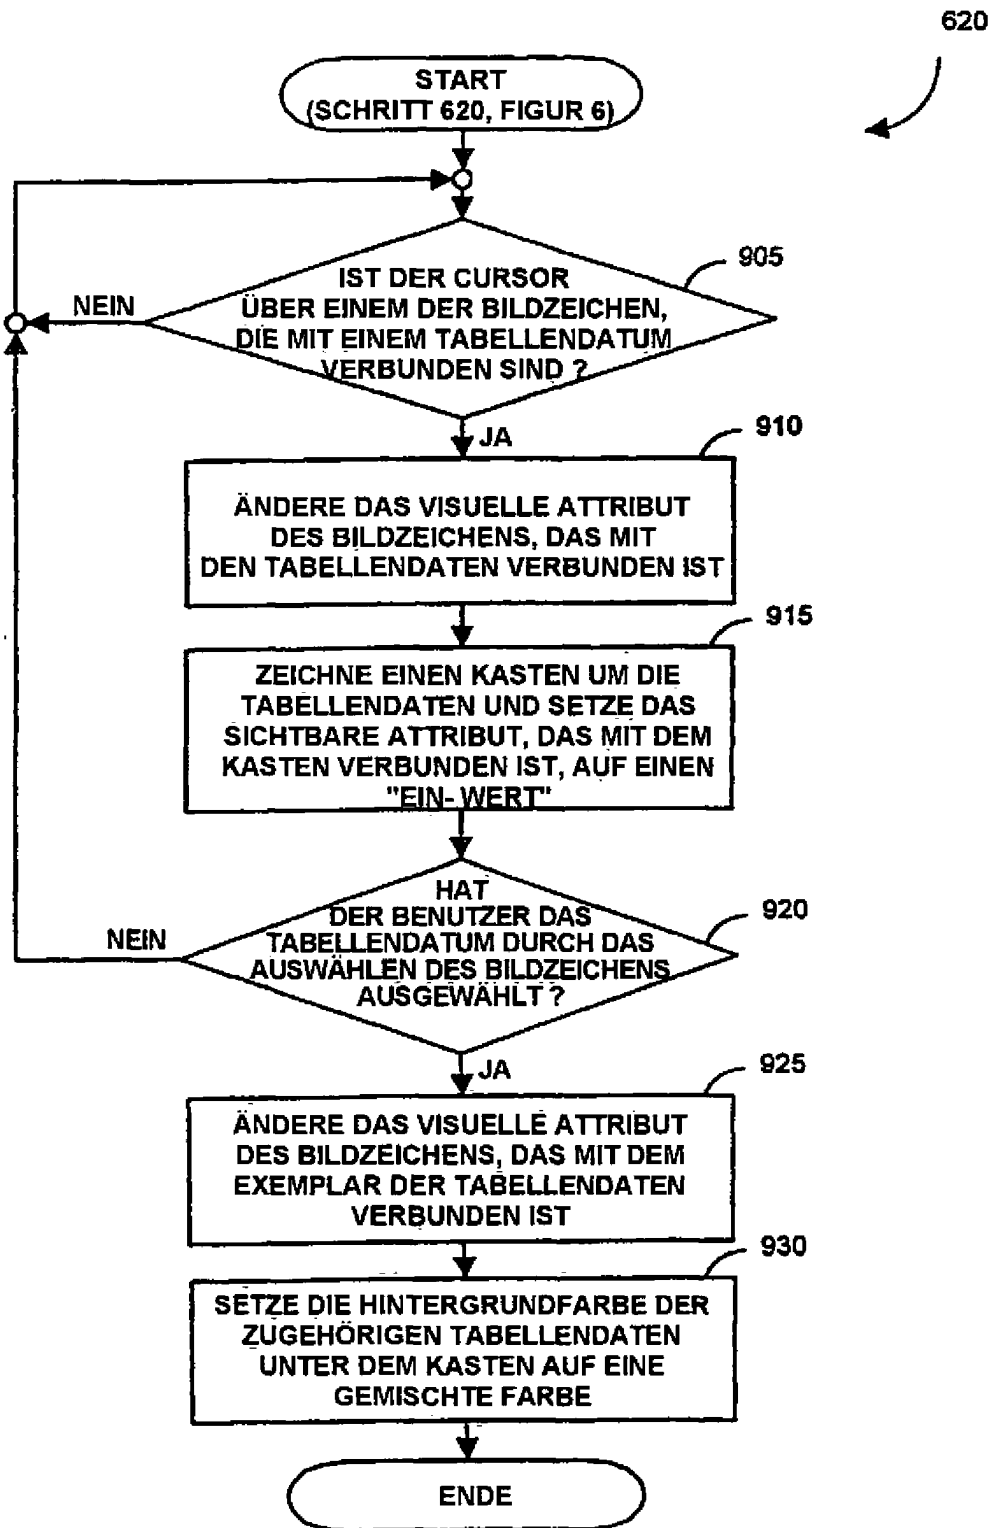 620
START
(SCHRITT 620, FIGUR 6)
905
IST DER CURSOR
ÜBER EINEM DER BILDZEICHEN,
DIE MIT EINEM TABELLENDATUM
VERBUNDEN SIND ?
NEIN
JA
910
ÄNDERE DAS VISUELLE ATTRIBUT
DES BILDZEICHENS, DAS MIT
DEN TABELLENDATEN VERBUNDEN IST
915
ZEICHNE EINEN KASTEN UM DIE
TABELLENDATEN UND SETZE DAS
SICHTBARE ATTRIBUT, DAS MIT DEM
KASTEN VERBUNDEN IST, AUF EINEN
"EIN- WERT"
920
HAT
DER BENUTZER DAS
TABELLENDATUM DURCH DAS
AUSWÄHLEN DES BILDZEICHENS
AUSGEWÄHLT ?
NEIN
JA
925
ÄNDERE DAS VISUELLE ATTRIBUT
DES BILDZEICHENS, DAS MIT DEM
EXEMPLAR DER TABELLENDATEN
VERBUNDEN IST
930
SETZE DIE HINTERGRUNDFARBE DER
ZUGEHÖRIGEN TABELLENDATEN
UNTER DEM KASTEN AUF EINE
GEMISCHTE FARBE
ENDE